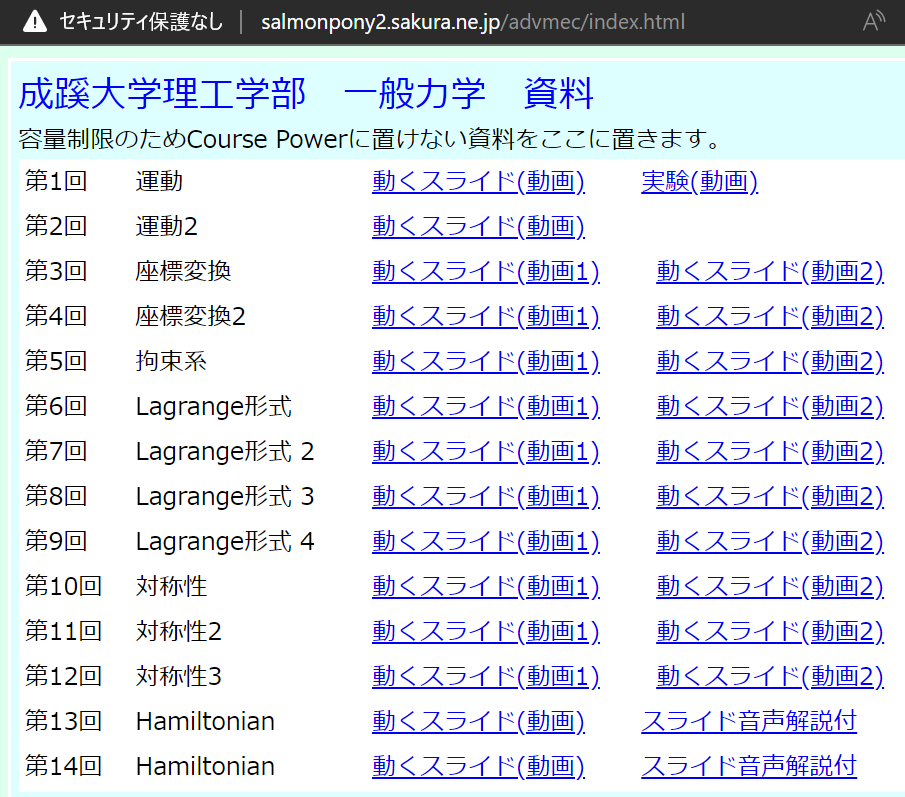 セキュリティ保護なし | salmonpony2.sakura.ne.jp/advmec/index.html A
成蹊大学理工学部 一般力学 資料
容量制限のためCourse Powerに置けない資料をここに置きます。
第1回 運動 動くスライド(動画) 実験(動画)
第2回 運動2 動くスライド(動画)
第3回 座標変換 動くスライド(動画1) 動くスライド(動画2)
第4回 座標変換2 動くスライド(動画1) 動くスライド(動画2)
第5回 拘束系 動くスライド(動画1) 動くスライド(動画2)
第6回 Lagrange形式 動くスライド(動画1) 動くスライド(動画2)
第7回 Lagrange形式 2 動くスライド(動画1) 動くスライド(動画2)
第8回 Lagrange形式 3 動くスライド(動画1) 動くスライド(動画2)
第9回 Lagrange形式 4 動くスライド(動画1) 動くスライド(動画2)
第10回 対称性 動くスライド(動画1) 動くスライド(動画2)
第11回 対称性2 動くスライド(動画1) 動くスライド(動画2)
第12回 対称性3 動くスライド(動画1) 動くスライド(動画2)
第13回 Hamiltonian 動くスライド(動画) スライド音声解説付
第14回 Hamiltonian 動くスライド(動画) スライド音声解説付